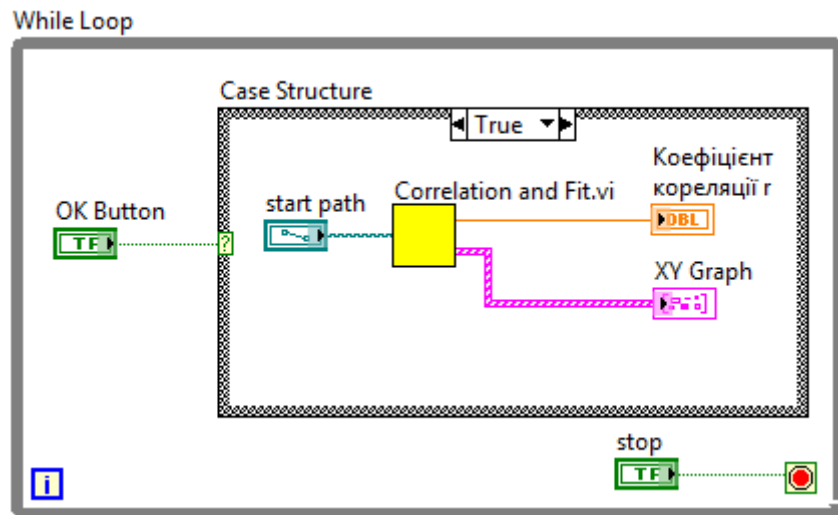 While Loop
Case Structure
True
Коефіцієнт
кореляції r
Correlation and Fit.vi
start path
OK Button
TF
?
DBL
XY Graph
stop
TF
i